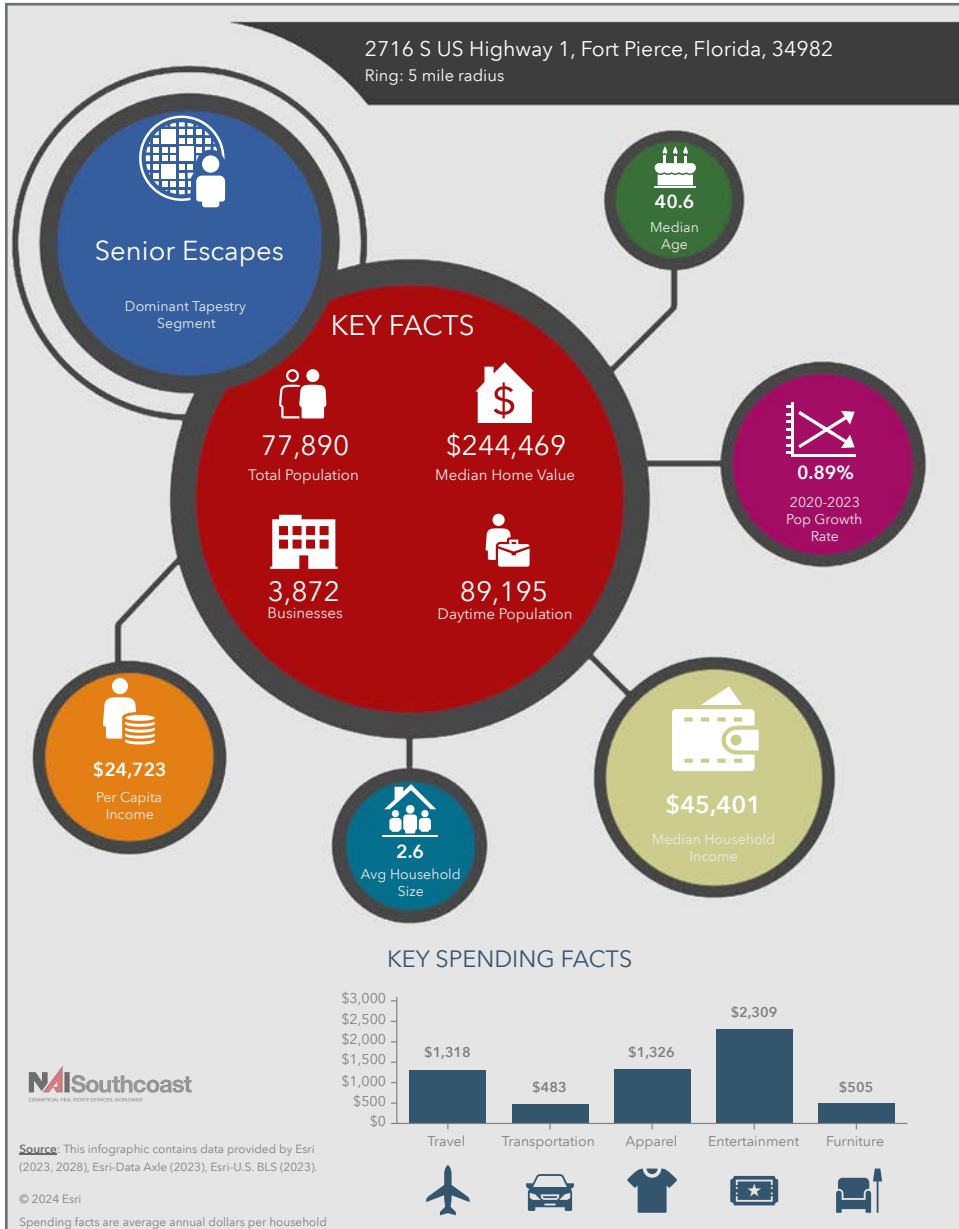 2716 S US Highway 1, Fort Pierce, Florida, 34982
Ring: 5 mile radius
Senior Escapes
Dominant Tapestry
Segment
40.6
Median
Age
KEY FACTS
77,890
Total Population
$244,469
Median Home Value
3,872
Businesses
89,195
Daytime Population
0.89%
2020-2023
Pop Growth
Rate
$24,723
Per Capita
Income
2.6
Avg Household
Size
$45,401
Median Household
Income
KEY SPENDING FACTS
$3,000
$2,500
$2,000
$1,500
$1,000
$500
$0
$1,318
$483
$1,326
$2,309
$505
Travel
Transportation
Apparel
Entertainment
Furniture
NAISouthcoast
COMMERCIAL REAL ESTATE SERVICES, WORLDWIDE
Source: This infographic contains data provided by Esri
(2023, 2028), Esri-Data Axle (2023), Esri-U.S. BLS (2023).
© 2024 Esri
Spending facts are average annual dollars per household